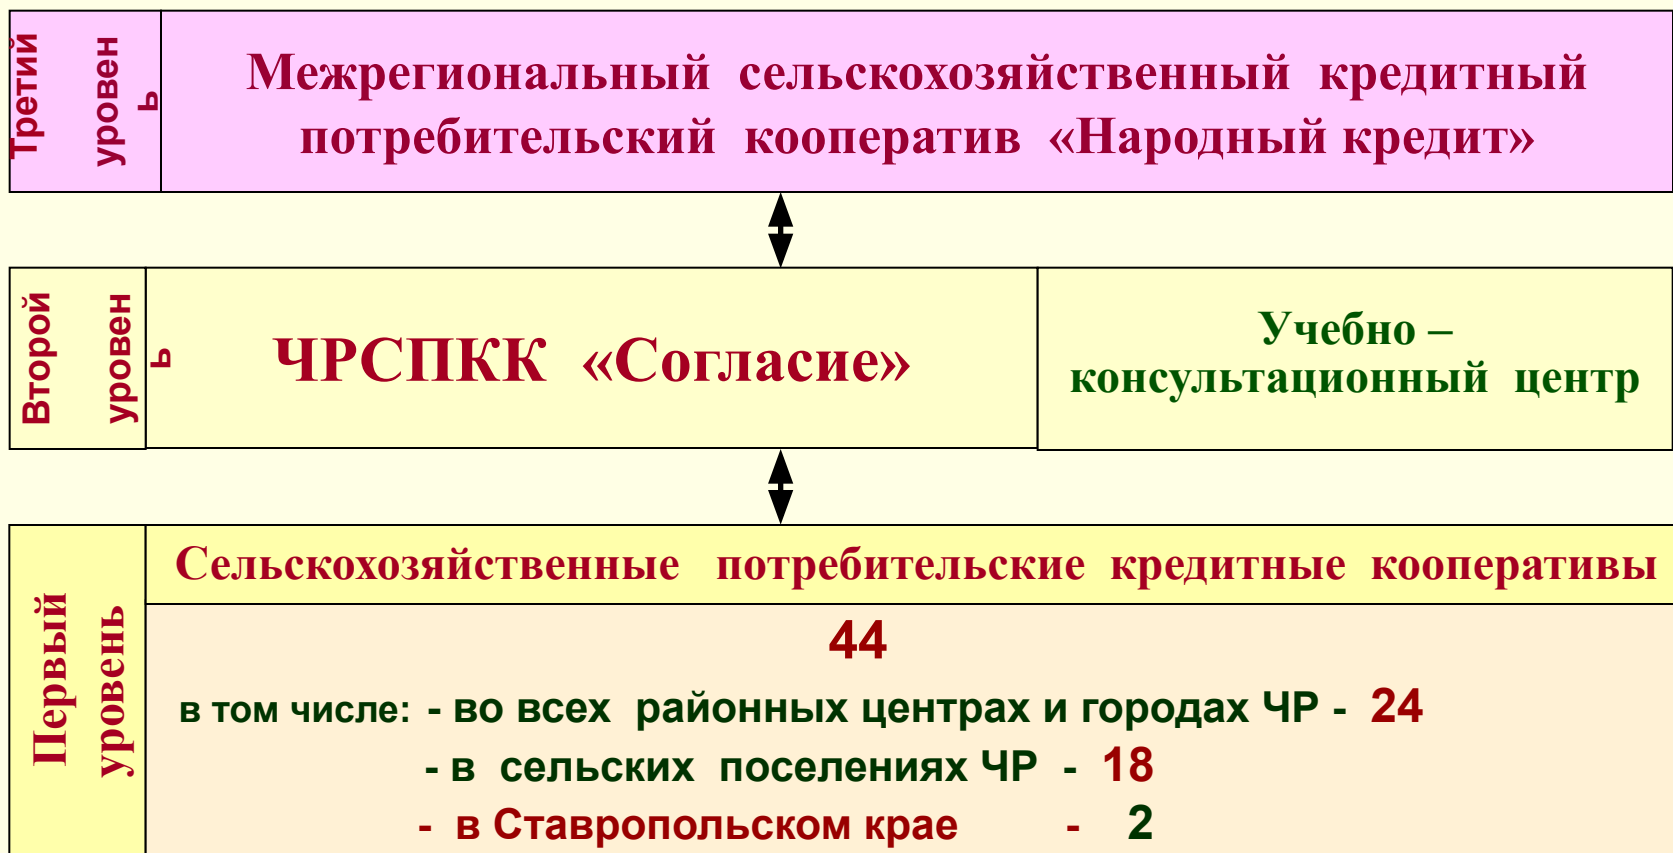 Третий
уровен
ь
Межрегиональный сельскохозяйственный кредитный
потребительский кооператив «Народный кредит»
Второй
уровен
ь
ЧРСПКК «Согласие»
Учебно –
консультационный центр
Первый
уровень
Сельскохозяйственные потребительские кредитные кооперативы
44
в том числе: - во всех районных центрах и городах ЧР - 24
- в сельских поселениях ЧР - 18
- в Ставропольском крае - 2